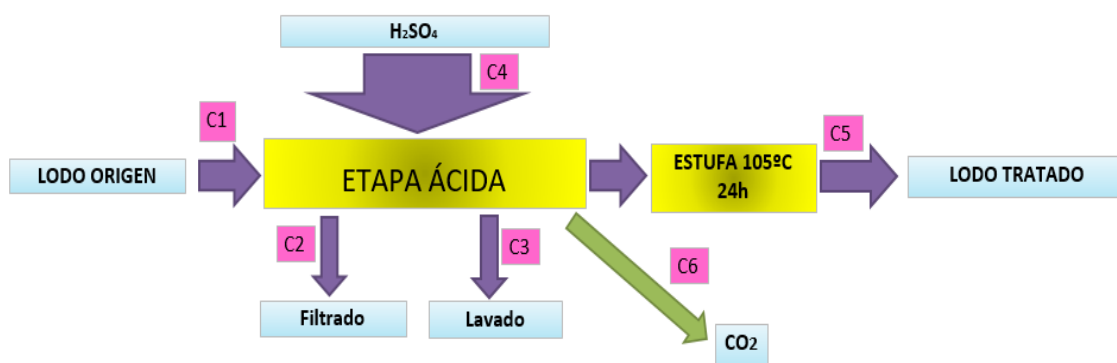 H₂SO₄
C4
C1
C5
LODO ORIGEN
ETAPA ÁCIDA
ESTUFA 105ºC
24h
LODO TRATADO
C2
C3
C6
Filtrado
Lavado
CO2